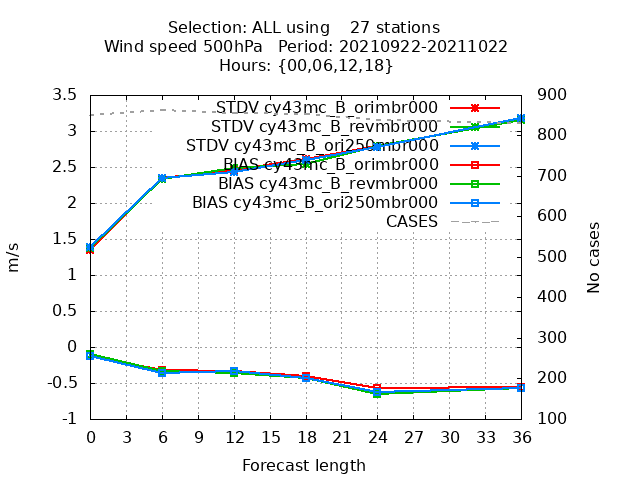 Selection: ALL using    27 stations
Wind speed 500hPa   Period: 20210922-20211022
Hours: {00,06,12,18}
3.5
3
2.5
2
1.5
1
0.5
0
-0.5
-1
m/s
STDV cy43mc_B_orimbr000
STDV cy43mc_B_revmbr000
STDV cy43mc_B_ori250mbr000
BIAS cy43mc_B_orimbr000
BIAS cy43mc_B_revmbr000
BIAS cy43mc_B_ori250mbr000
CASES
900
800
700
600
500
400
300
200
100
No cases
0 3 6 9 12 15 18 21 24 27 30 33 36
Forecast length